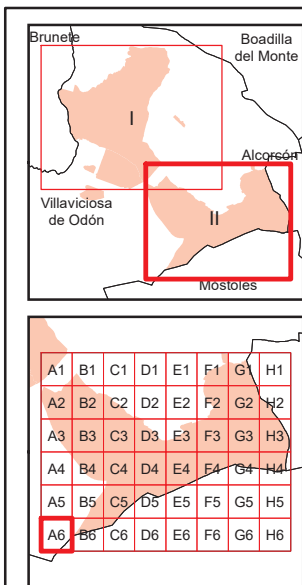 Brunete
Boadilla
del Monte
I
Alcorcón
Villaviciosa
de Odón
II
Móstoles
A1 B1 C1 D1 E1 F1 G1 H1
A2 B2 C2 D2 E2 F2 G2 H2
A3 B3 C3 D3 E3 F3 G3 H3
A4 B4 C4 D4 E4 F4 G4 H4
A5 B5 C5 D5 E5 F5 G5 H5
A6 B6 C6 D6 E6 F6 G6 H6